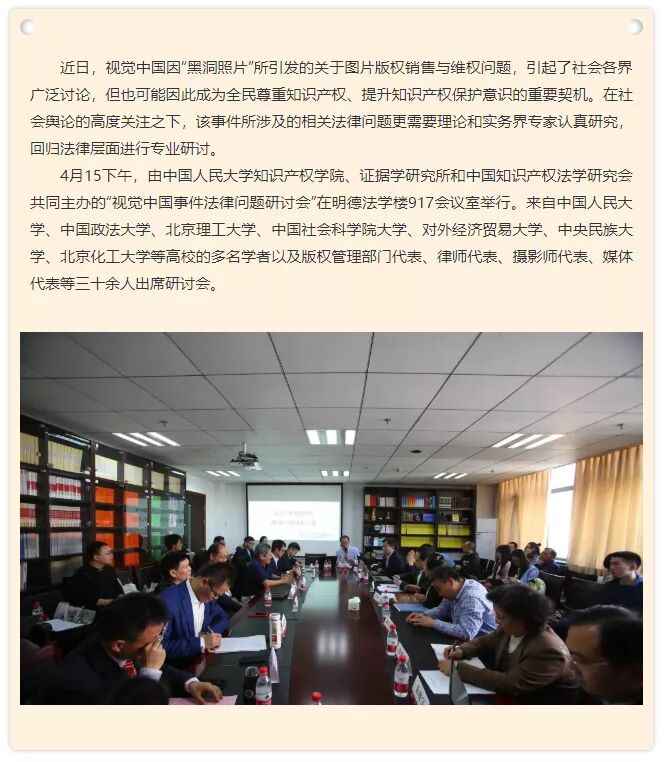 近日，视觉中国因“黑洞照片”所引发的关于图片版权销售与维权问题，引起了社会各界
广泛讨论，但也可能因此成为全民尊重知识产权、提升知识产权保护意识的重要契机。在社
会舆论的高度关注之下，该事件所涉及的相关法律问题更需要理论和实务界专家认真研究，
回归法律层面进行专业研讨。
4月15下午，由中国人民大学知识产权学院、证据学研究所和中国知识产权法学研究会
共同主办的“视觉中国事件法律问题研讨会”在明德法学楼917会议室举行。来自中国人民大
学、中国政法大学、北京理工大学、中国社会科学院大学、对外经济贸易大学、中央民族大
学、北京化工大学等高校的多名学者以及版权管理部门代表、律师代表、摄影师代表、媒体
代表等三十余人出席研讨会。